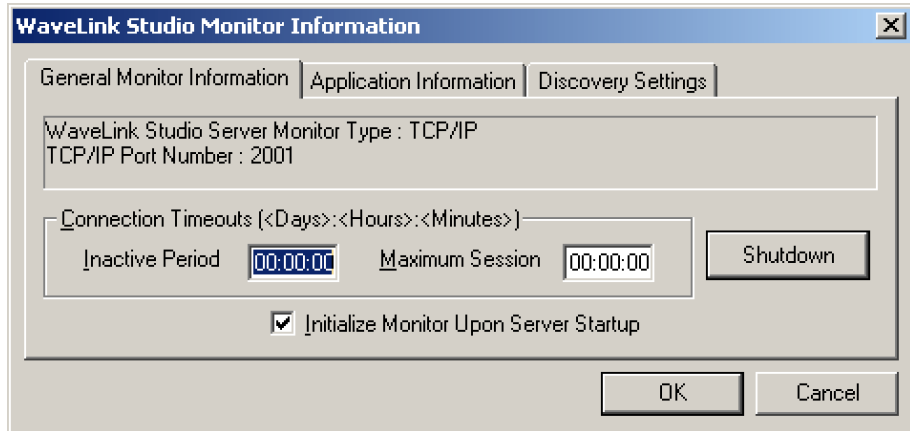 WaveLink Studio Monitor Information
General Monitor Information Application Information Discovery Settings
WaveLink Studio Server Monitor Type : TCP/IP
TCP/IP Port Number : 2001
Connection Timeouts (<Days>:<Hours>:<Minutes>)
Inactive Period 00:00:00 Maximum Session 00:00:00 Shutdown
Initialize Monitor Upon Server Startup
OK Cancel